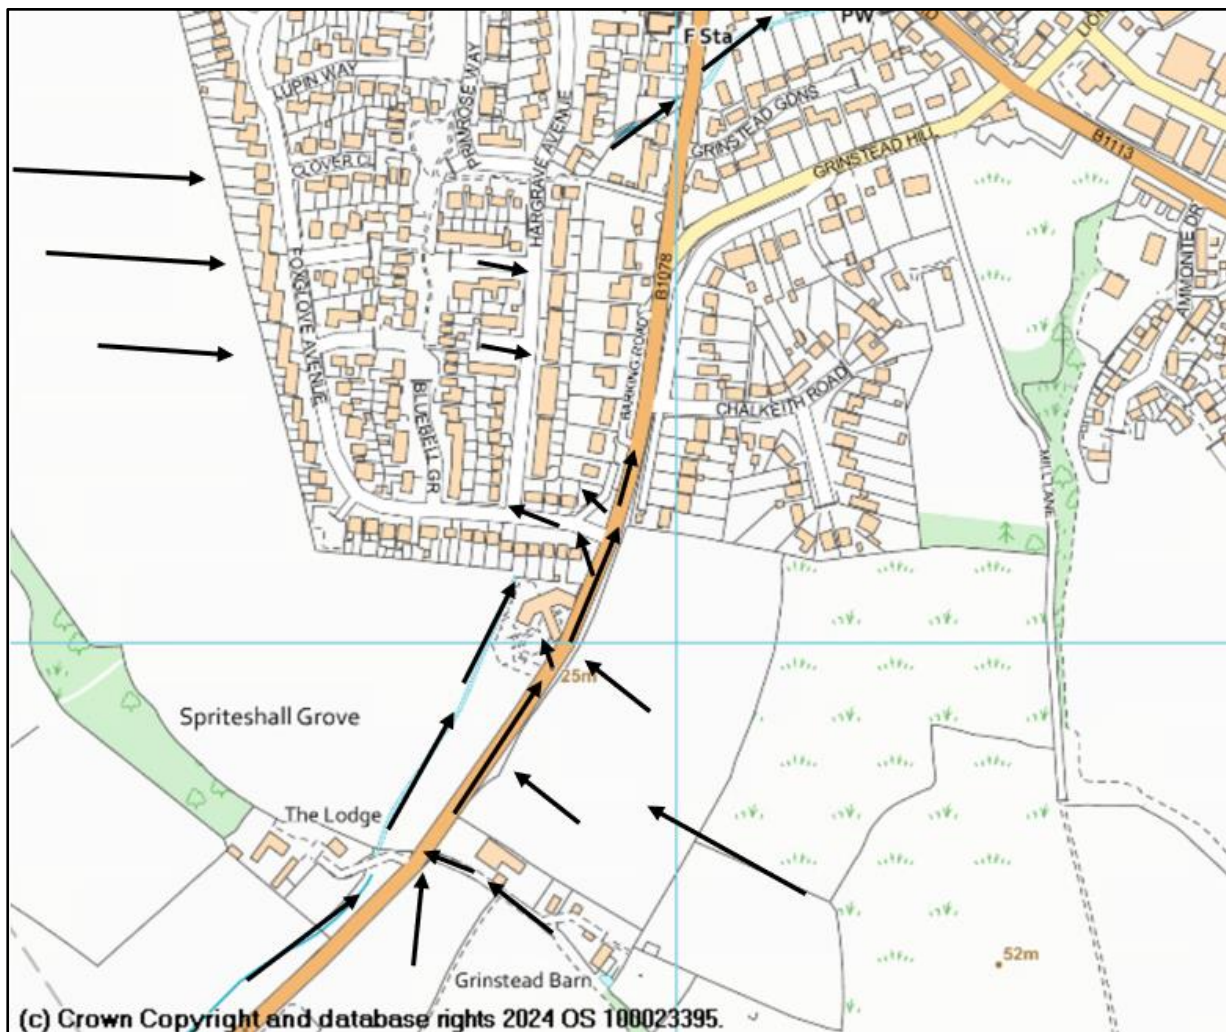 PW
F Sta
LUPIN WAY
PRIMROSE WAY
HARGRAVE AVENUE
CLOVER CL
GRINSTEAD GDNS
GRINSTEAD HILL
B1113
FOXGLOVE AVENUE
B1078
BARKING ROAD
BLUEBELL GR
CHALKEITH ROAD
MILL LANE
25m
Spriteshall Grove
The Lodge
Grinstead Barn
52m
(c) Crown Copyright and database rights 2024 OS 100023395.